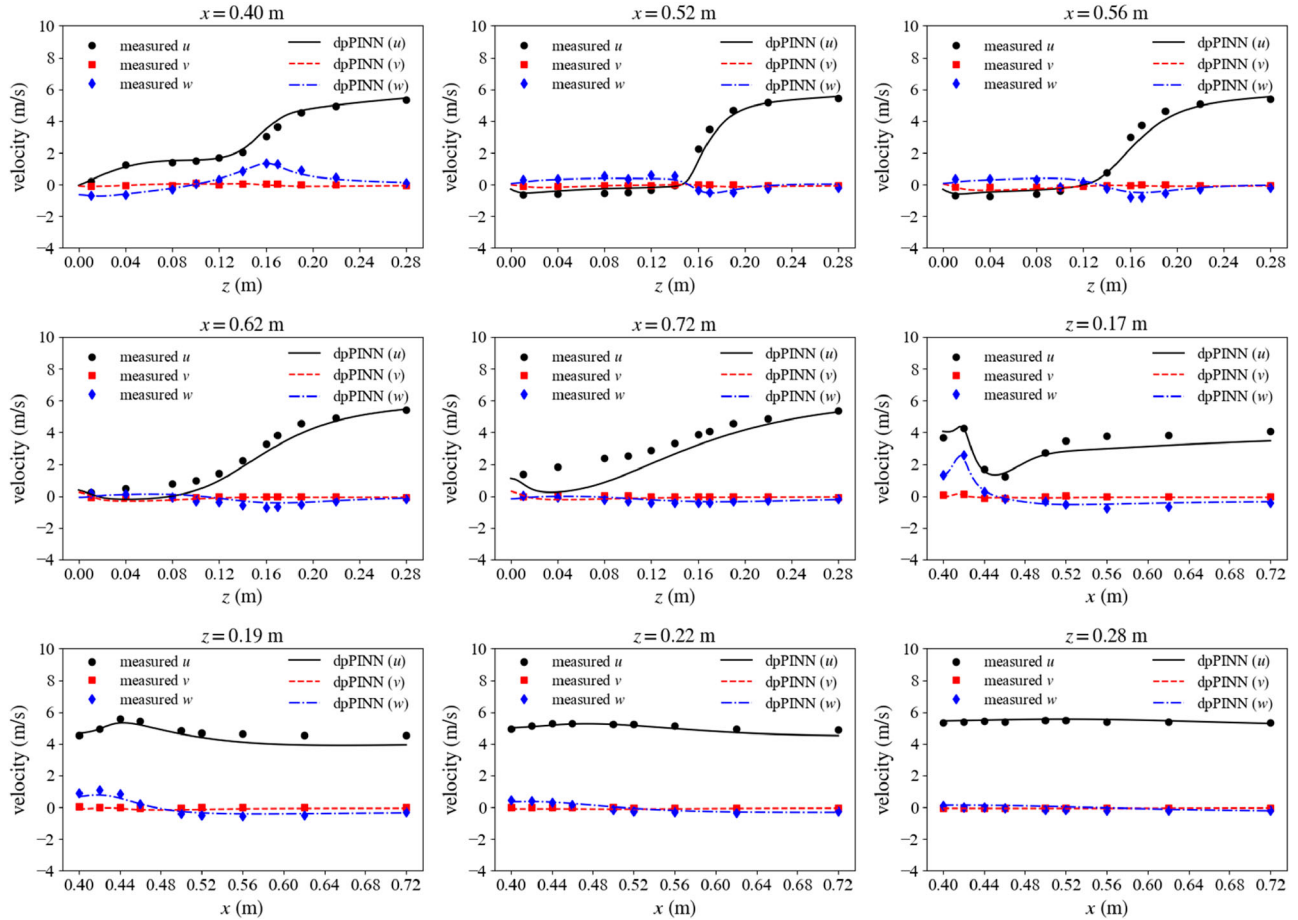 x = 0.40 m
10
8
6
4
2
0
−2
−4
velocity (m/s)
measured u
measured v
measured w
dpPINN (u)
dpPINN (v)
dpPINN (w)
0.00 0.04 0.08 0.12 0.16 0.20 0.24 0.28
z (m)
x = 0.52 m
10
8
6
4
2
0
−2
−4
velocity (m/s)
measured u
measured v
measured w
dpPINN (u)
dpPINN (v)
dpPINN (w)
0.00 0.04 0.08 0.12 0.16 0.20 0.24 0.28
z (m)
x = 0.56 m
10
8
6
4
2
0
−2
−4
velocity (m/s)
measured u
measured v
measured w
dpPINN (u)
dpPINN (v)
dpPINN (w)
0.00 0.04 0.08 0.12 0.16 0.20 0.24 0.28
z (m)
x = 0.62 m
10
8
6
4
2
0
−2
−4
velocity (m/s)
measured u
measured v
measured w
dpPINN (u)
dpPINN (v)
dpPINN (w)
0.00 0.04 0.08 0.12 0.16 0.20 0.24 0.28
z (m)
x = 0.72 m
10
8
6
4
2
0
−2
−4
velocity (m/s)
measured u
measured v
measured w
dpPINN (u)
dpPINN (v)
dpPINN (w)
0.00 0.04 0.08 0.12 0.16 0.20 0.24 0.28
z (m)
z = 0.17 m
10
8
6
4
2
0
−2
−4
velocity (m/s)
measured u
measured v
measured w
dpPINN (u)
dpPINN (v)
dpPINN (w)
0.40 0.44 0.48 0.52 0.56 0.60 0.64 0.68 0.72
x (m)
z = 0.19 m
10
8
6
4
2
0
−2
−4
velocity (m/s)
measured u
measured v
measured w
dpPINN (u)
dpPINN (v)
dpPINN (w)
0.40 0.44 0.48 0.52 0.56 0.60 0.64 0.68 0.72
x (m)
z = 0.22 m
10
8
6
4
2
0
−2
−4
velocity (m/s)
measured u
measured v
measured w
dpPINN (u)
dpPINN (v)
dpPINN (w)
0.40 0.44 0.48 0.52 0.56 0.60 0.64 0.68 0.72
x (m)
z = 0.28 m
10
8
6
4
2
0
−2
−4
velocity (m/s)
measured u
measured v
measured w
dpPINN (u)
dpPINN (v)
dpPINN (w)
0.40 0.44 0.48 0.52 0.56 0.60 0.64 0.68 0.72
x (m)